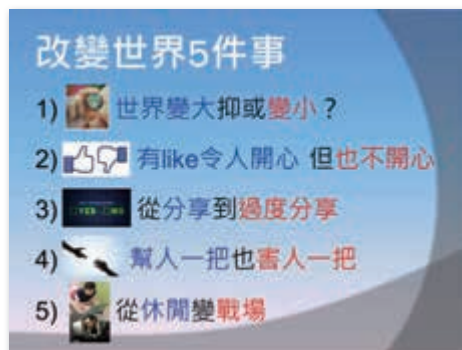 改變世界5件事
1) 世界變大抑或變小？
2) 有like令人開心 但也不開心
3) 從分享到過度分享
4) 幫人一把也害人一把
5) 從休閒變戰場